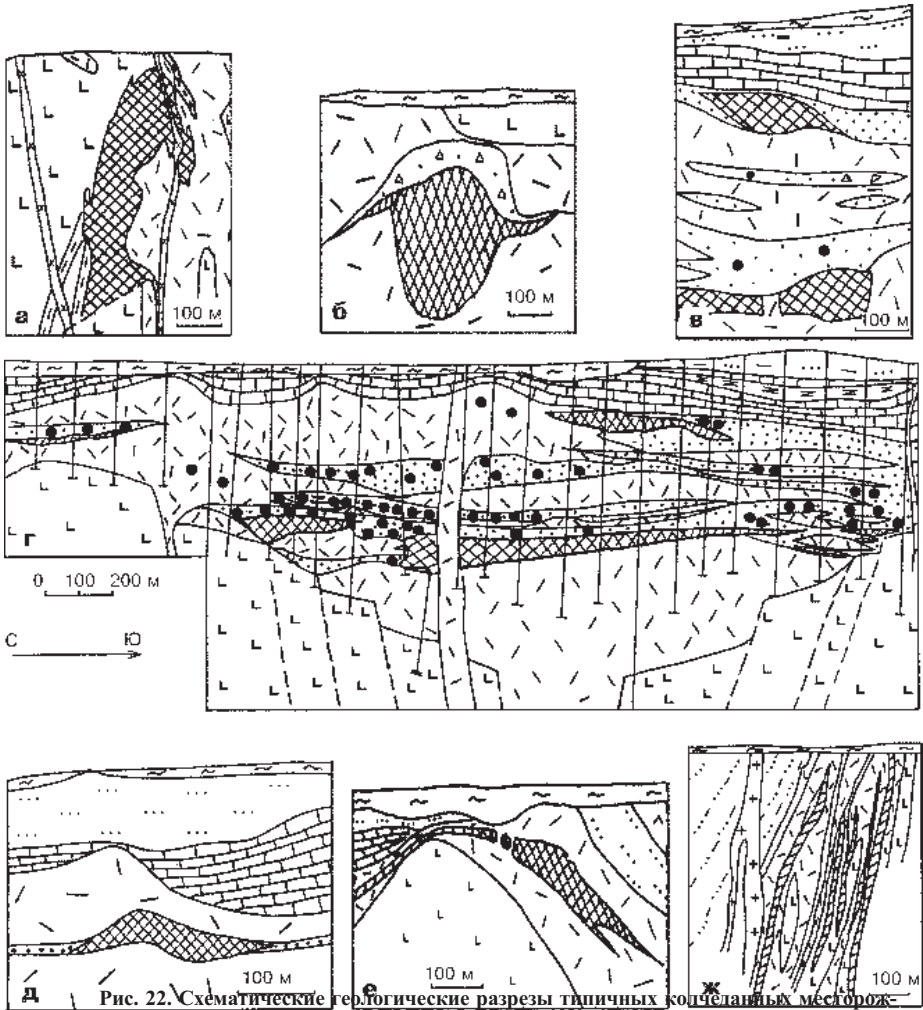 а
100 м
б
100 м
в
100 м
г
0 100 200 м
С Ю
д
100 м
е
100 м
ж
100 м
Рис. 22. Схематические геологические разрезы типичных колчеданных месторож-